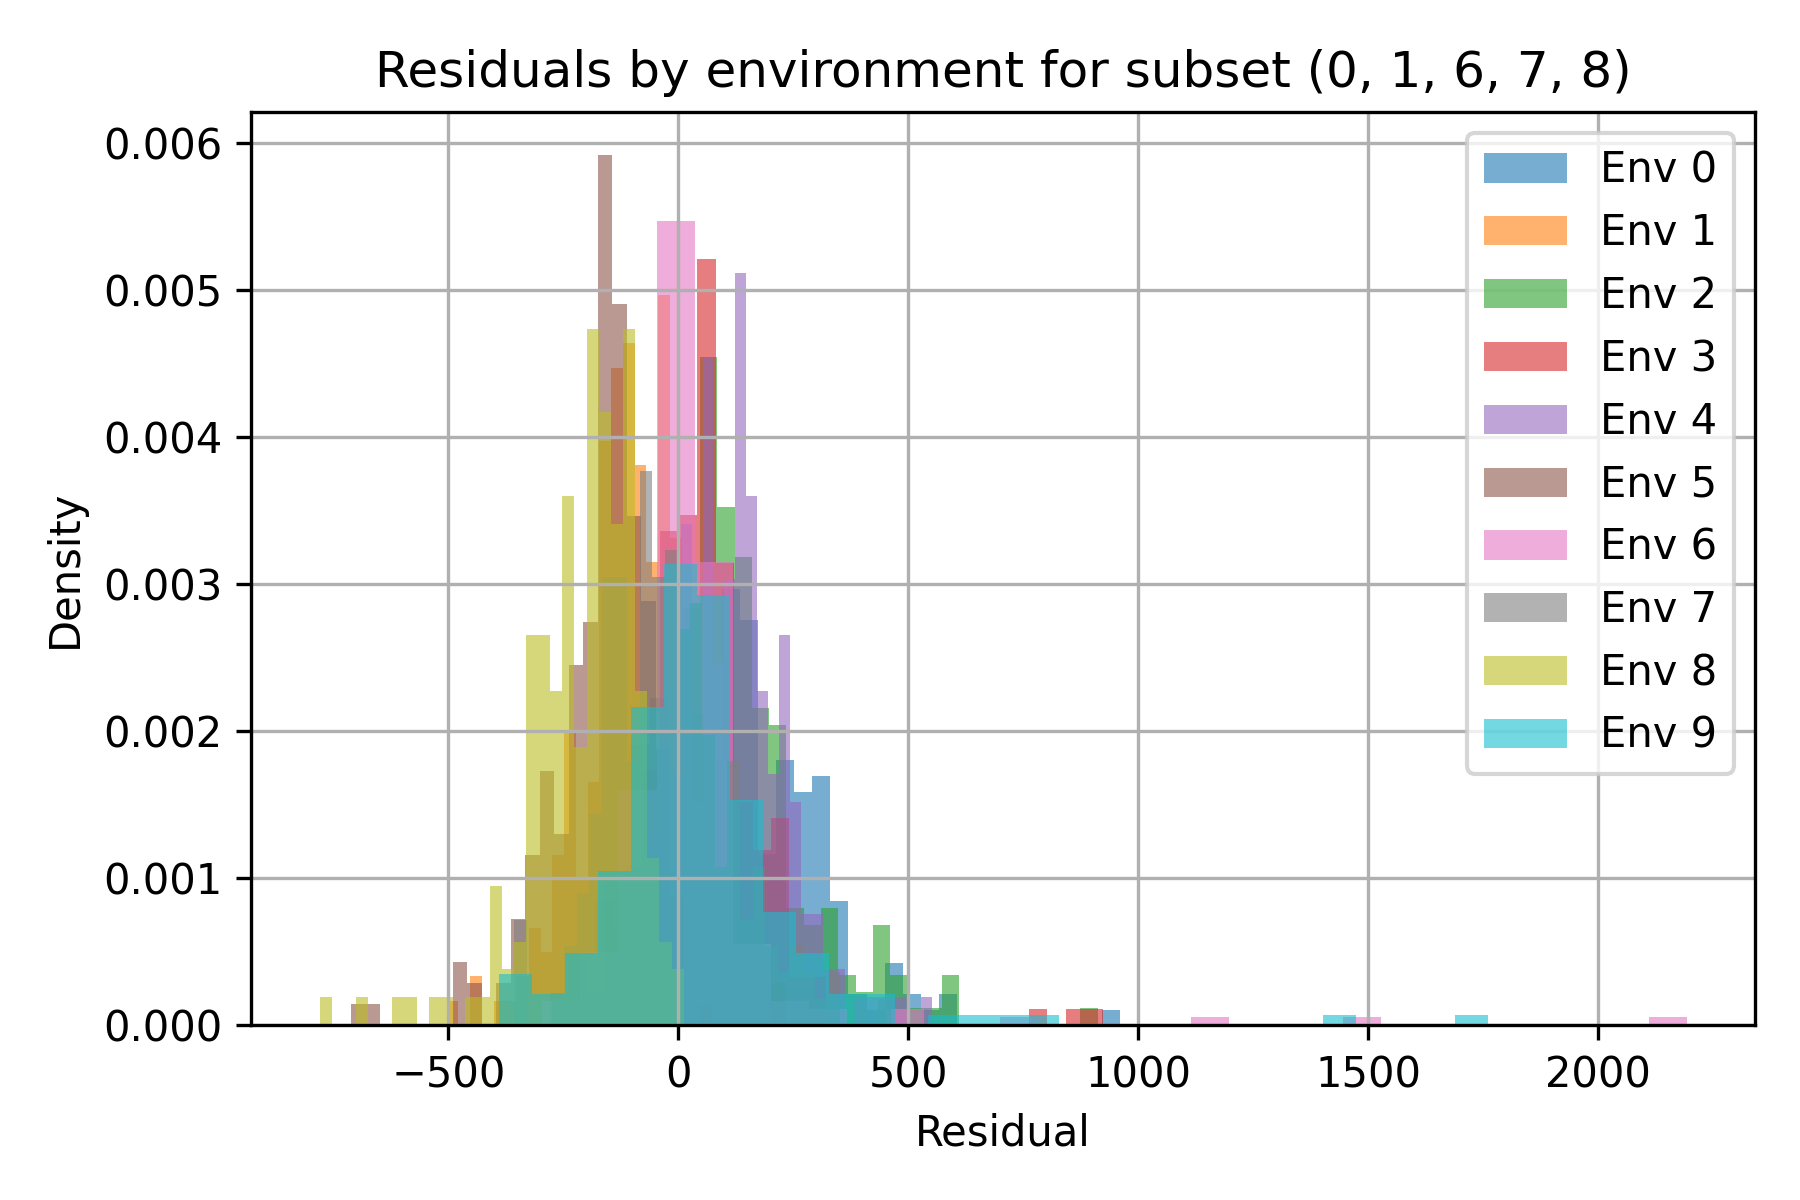 Residuals by environment for subset (0, 1, 6, 7, 8)
0.006
0.005
0.004
0.003
0.002
0.001
0.000
Density
−500
0
500
1000
1500
2000
Residual
Env 0
Env 1
Env 2
Env 3
Env 4
Env 5
Env 6
Env 7
Env 8
Env 9